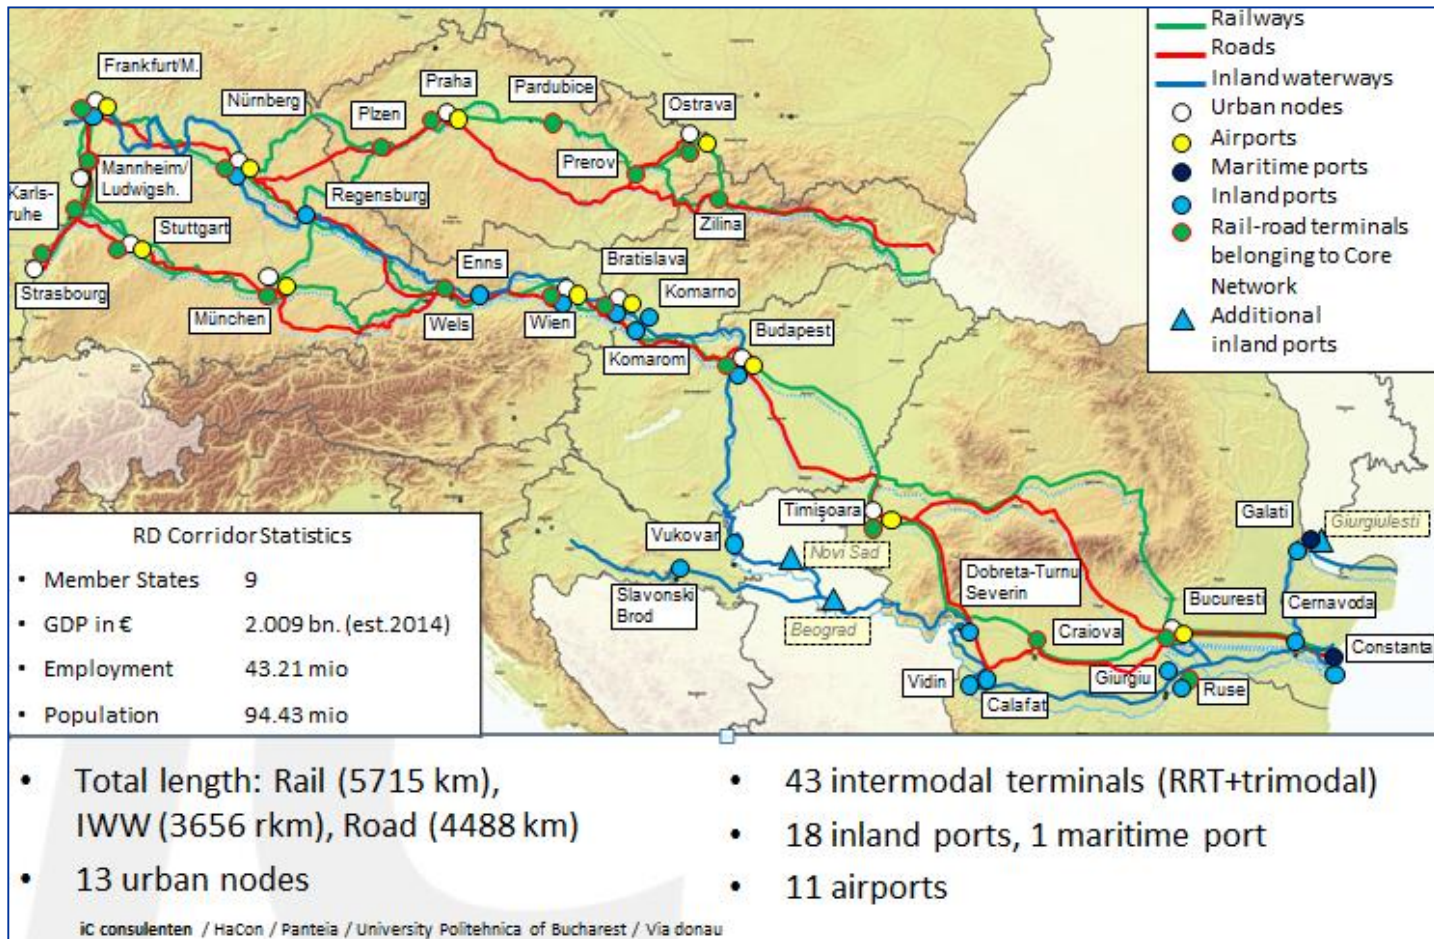 Railways
Roads
Inland waterways
Urban nodes
Airports
Maritime ports
Inland ports
Rail-road terminals
belonging to Core
Network
Additional
inland ports
Frankfurt/M.
Nürnberg
Praha
Pardubice
Plzen
Ostrava
Mannheim/
Ludwigsh.
Prerov
Karls-
ruhe
Regensburg
Stuttgart
Zilina
Strasbourg
Enns
Bratislava
Komarno
München
Wels
Wien
Budapest
Komarom
Timişoara
Galati
Giurgiulesti
Vukovar
Novi Sad
Dobreta-Turnu
Severin
Slavonski
Brod
Bucuresti
Cernavoda
Beograd
Craiova
Constanta
Vidin
Giurgiu
Ruse
Calafat
RD Corridor Statistics
• Member States 9
• GDP in € 2.009 bn. (est.2014)
• Employment 43.21 mio
• Population 94.43 mio
• Total length: Rail (5715 km),
IWW (3656 rkm), Road (4488 km)
• 13 urban nodes
• 43 intermodal terminals (RRT+trimodal)
• 18 inland ports, 1 maritime port
• 11 airports
iC consulenten / HaCon / Panteia / University Politehnica of Bucharest / Via donau